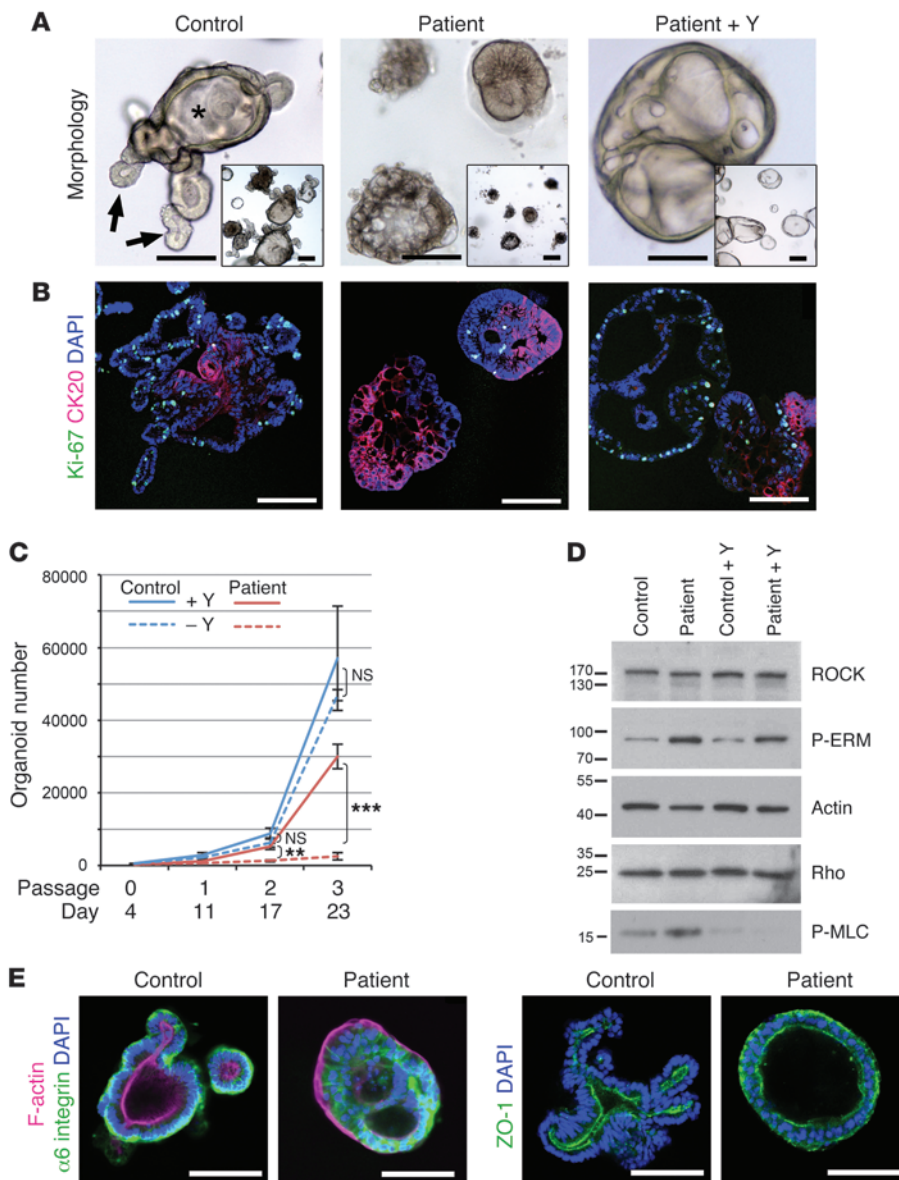 A
Control
Patient
Patient + Y
Morphology
*
B
Ki-67 CK20 DAPI
C
Organoid number
80000
60000
40000
20000
0
Control
Patient
+ Y
– Y
NS
***
NS
**
Passage 0 1 2 3
Day 4 11 17 23
D
Control
Patient
Control + Y
Patient + Y
170
130
ROCK
100
70
P-ERM
55
40
Actin
35
25
Rho
15
P-MLC
E
Control
Patient
F-actin
α6 integrin DAPI
Control
Patient
ZO-1 DAPI